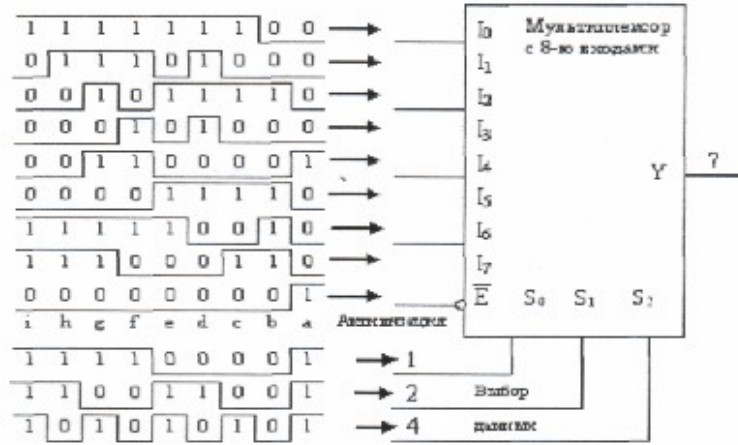 1 1 1 1 1 1 1 0 0 I₀ Мультиплексор
0 1 1 1 0 1 0 0 0 I₁ с 8-ю входами
0 0 1 0 1 1 1 1 0 I₂
0 0 0 1 0 1 0 0 0 I₃
0 0 1 1 0 0 0 0 1 I₄ Y 7
0 0 0 0 1 1 1 1 0 I₅
1 1 1 1 1 0 0 1 0 I₆
1 1 1 0 0 0 1 1 0 I₇
0 0 0 0 0 0 0 0 1 E̅ S₀ S₁ S₂
i h g f e d c b a
1 1 1 1 0 0 0 0 1 1
1 1 0 0 1 1 0 0 1 2 Выбор
1 0 1 0 1 0 1 0 1 4 данных